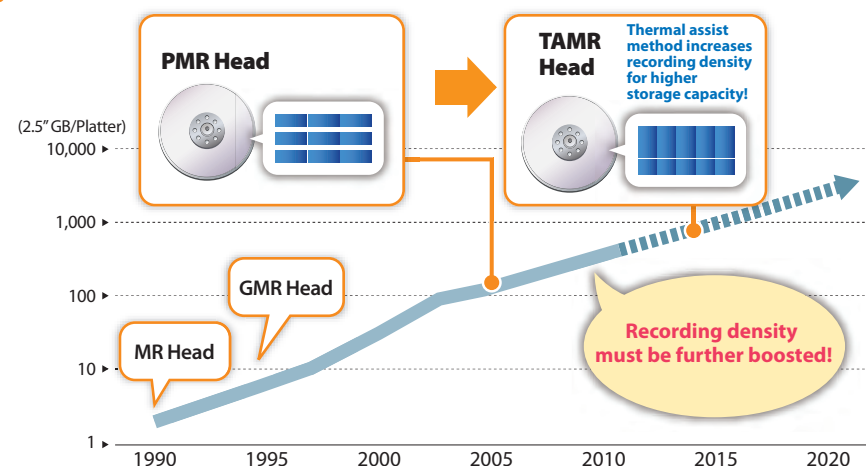 PMR Head
TAMR
Head
Thermal assist
method increases
recording density
for higher
storage capacity!
(2.5″ GB/Platter)
10,000
1,000
100
10
1
GMR Head
MR Head
Recording density
must be further boosted!
1990 1995 2000 2005 2010 2015 2020